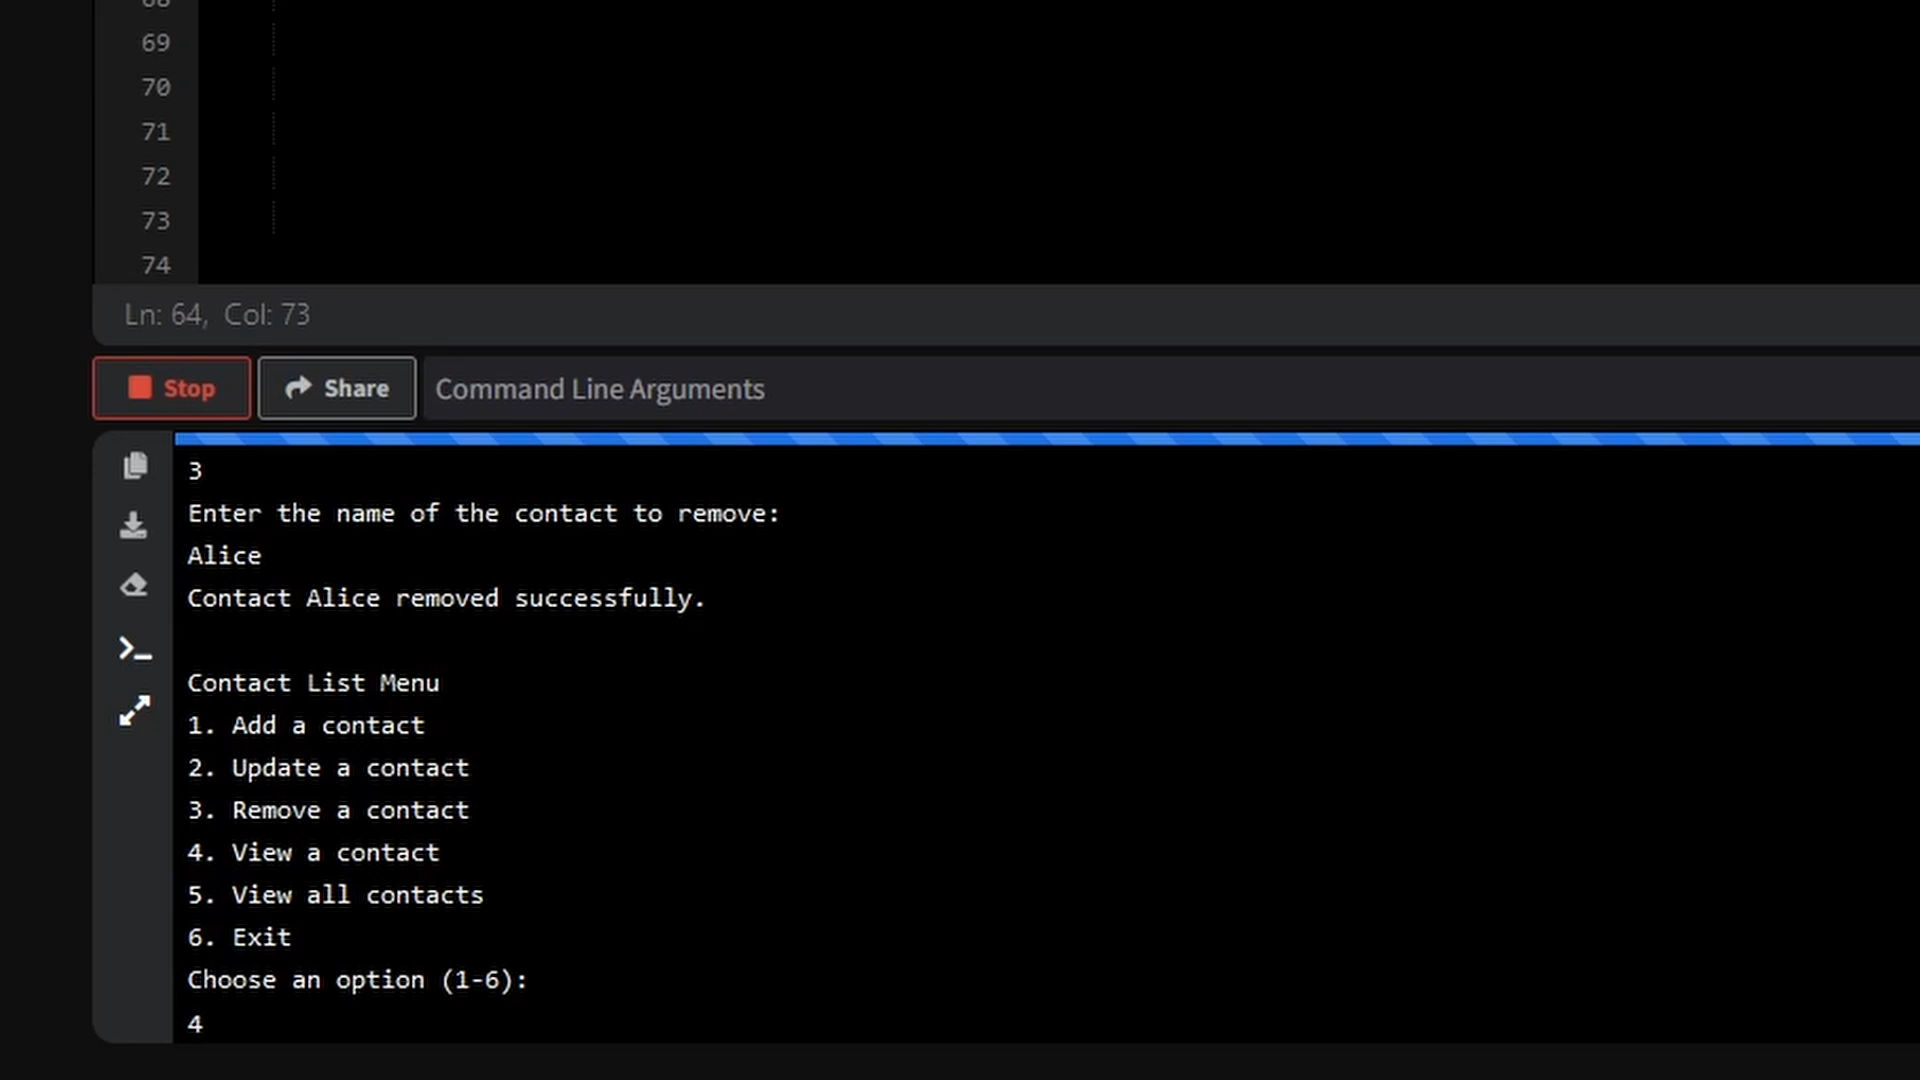 68
69
70
71
72
73
74
Ln: 64, Col: 73
Stop Share Command Line Arguments
3
Enter the name of the contact to remove:
Alice
Contact Alice removed successfully.
Contact List Menu
1. Add a contact
2. Update a contact
3. Remove a contact
4. View a contact
5. View all contacts
6. Exit
Choose an option (1-6):
4